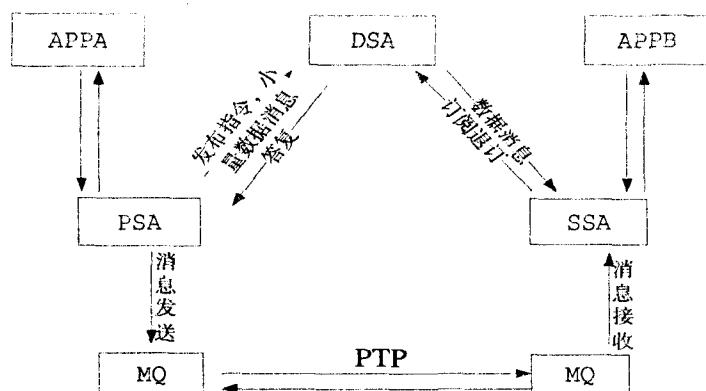 APPA
DSA
APPB
发布指令，小
量数据消息
答复
数据消息
订阅退订
PSA
SSA
消息发送
消息接收
PTP
MQ
MQ